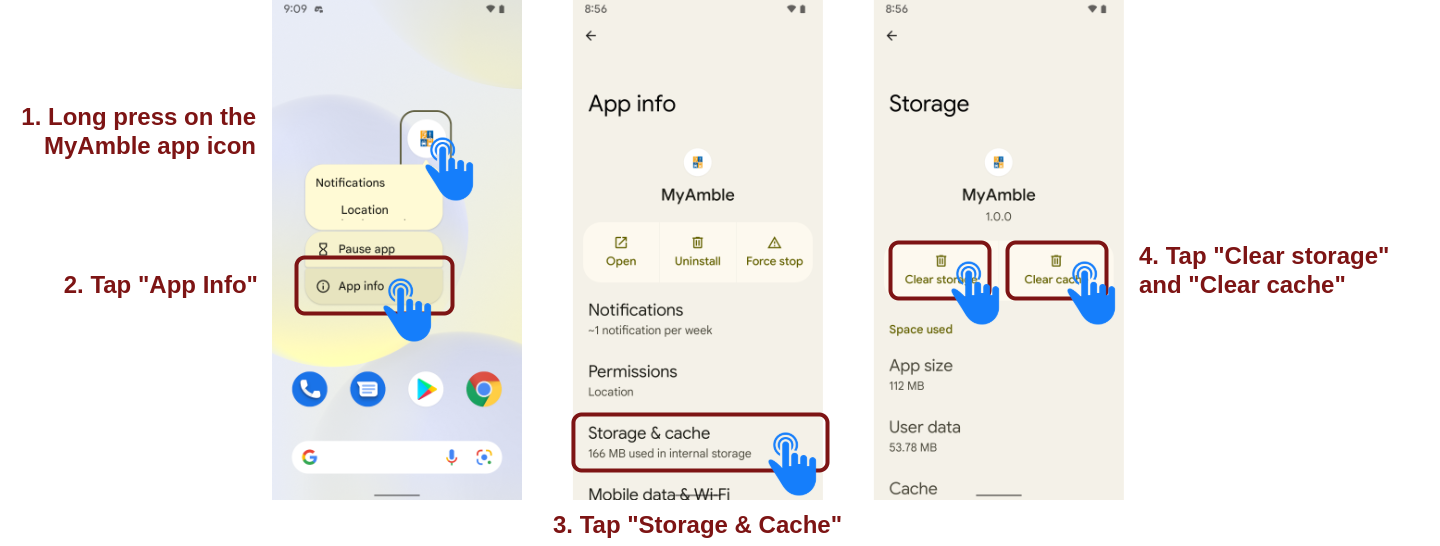 1. Long press on the
MyAmble app icon
2. Tap "App Info"
9:09
Notifications
Location
Pause app
App info
8:56
App info
MyAmble
Open
Uninstall
Force stop
Notifications
~1 notification per week
Permissions
Location
Storage & cache
166 MB used in internal storage
Mobile data & Wi-Fi
3. Tap "Storage & Cache"
8:56
Storage
MyAmble
1.0.0
Clear storage
Clear cache
Space used
App size
112 MB
User data
53.78 MB
Cache
4. Tap "Clear storage"
and "Clear cache"